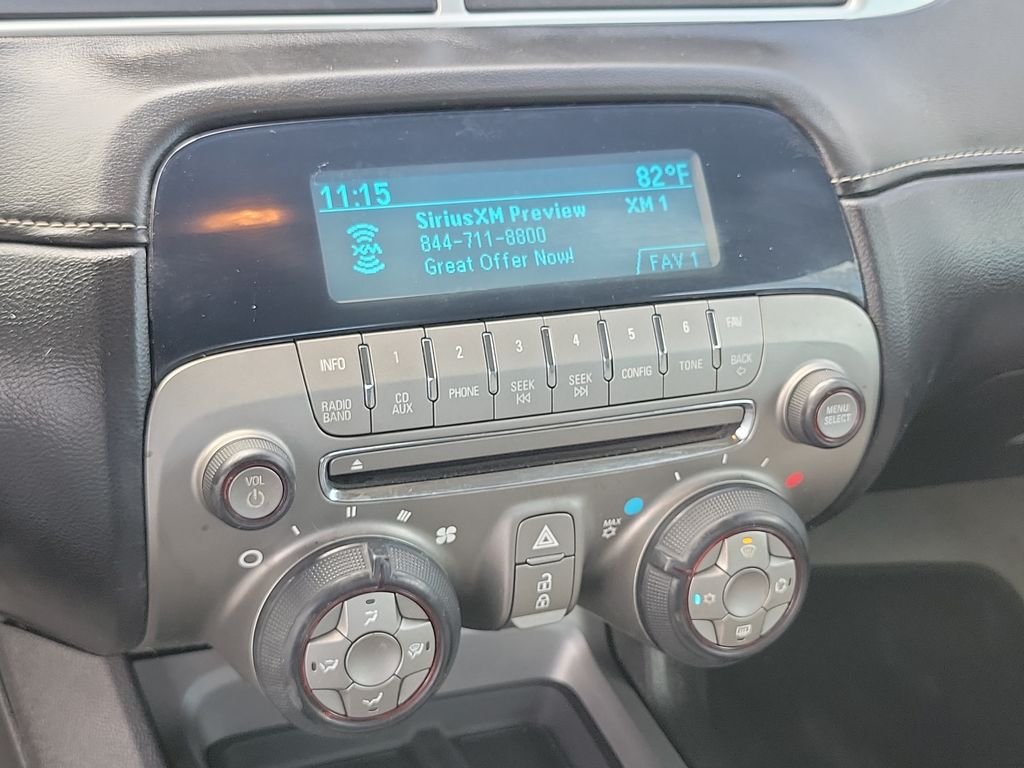 11:15 82°F
SiriusXM Preview XM 1
XM 844-711-8800
Great Offer Now!
FAV 1
INFO 1 2 3 4 5 6 FAV
RADIO BAND CD AUX PHONE SEEK SEEK CONFIG TONE BACK
MENU
SELECT
VOL
MAX